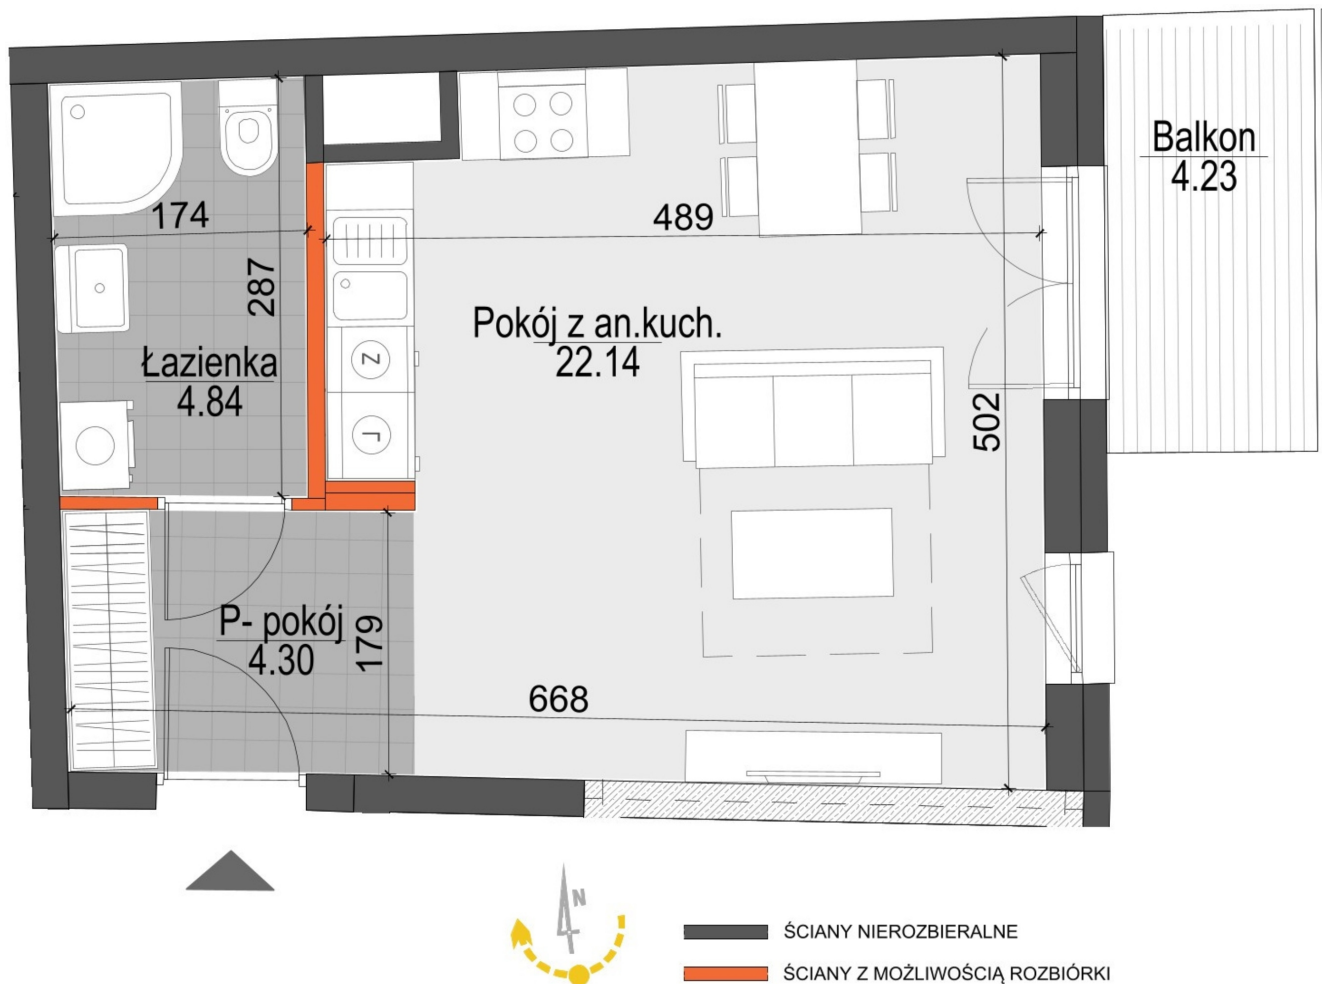 Balkon
4.23
174
489
287
Pokój z an.kuch.
22.14
Łazienka
4.84
Z
502
P- pokój
4.30
179
668
N
ŚCIANY NIEROZBIERALNE
ŚCIANY Z MOŻLIWOŚCIĄ ROZBIÓRKI